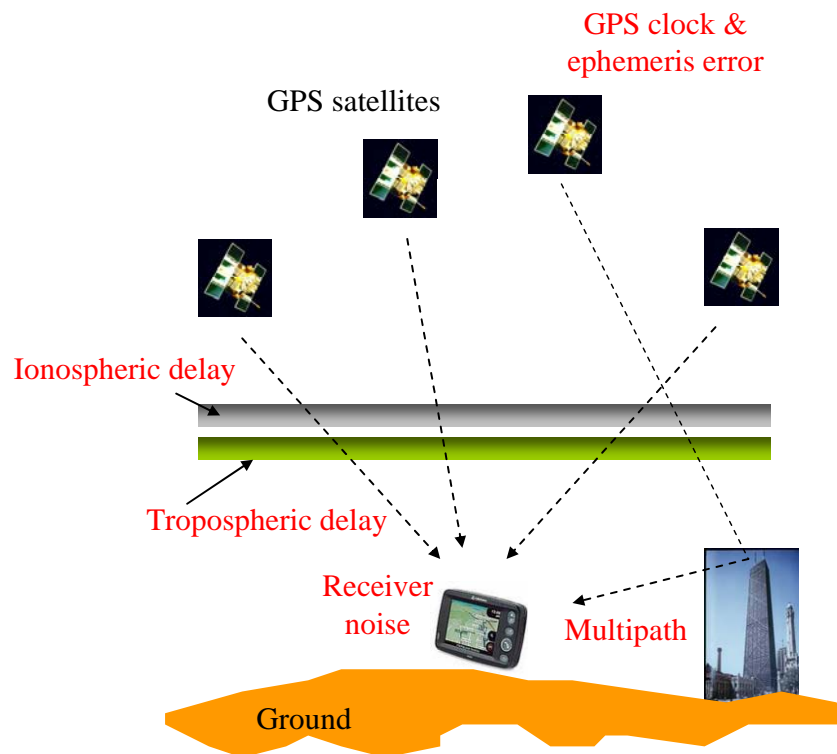 GPS clock &
ephemeris error
GPS satellites
Ionospheric delay
Tropospheric delay
Receiver
noise
Multipath
Ground